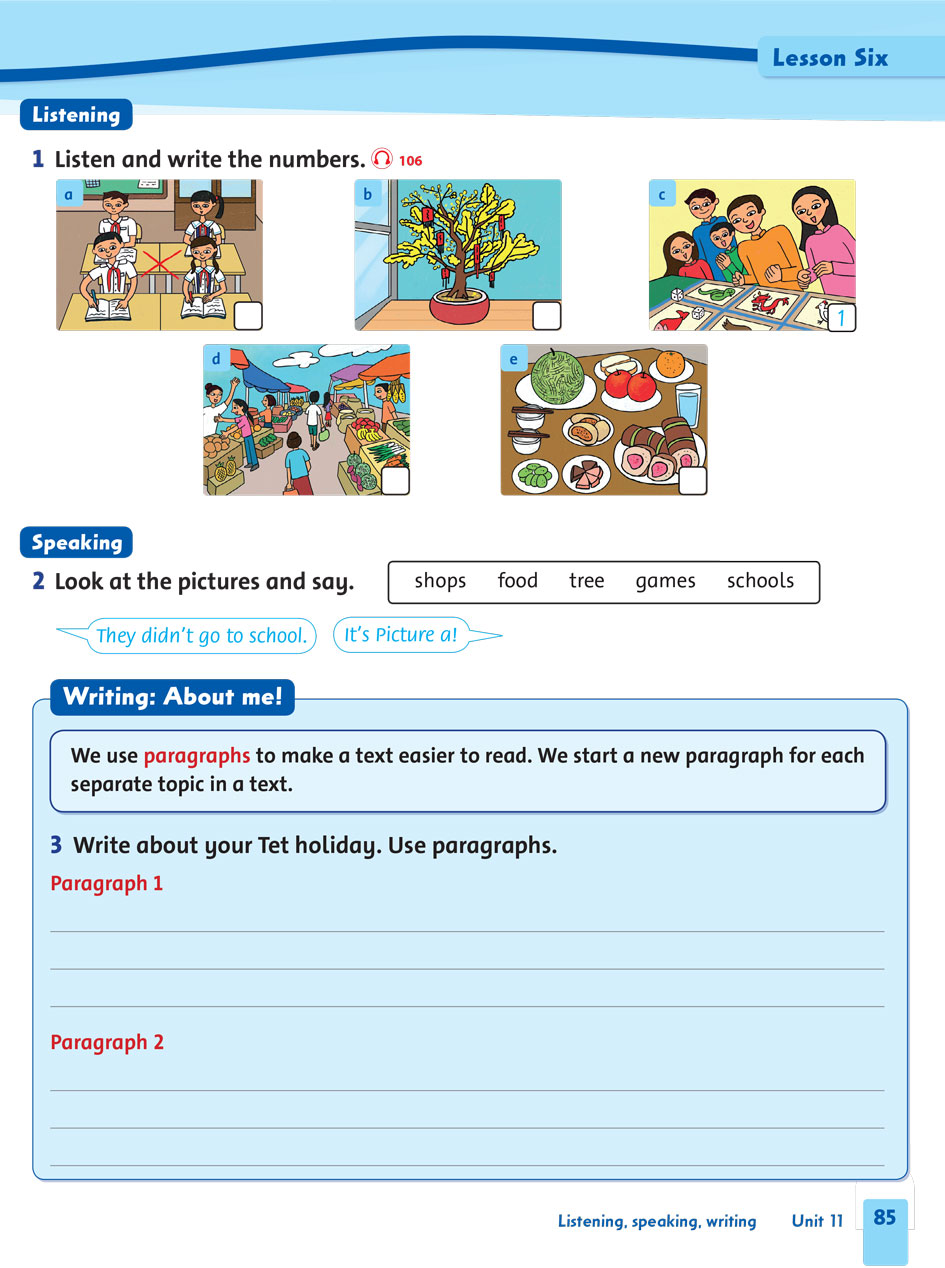 Lesson Six
Listening
1 Listen and write the numbers. 106
a
b
c
1
d
e
Speaking
2 Look at the pictures and say.
shops food tree games schools
They didn't go to school.
It's Picture a!
Writing: About me!
We use paragraphs to make a text easier to read. We start a new paragraph for each
separate topic in a text.
3 Write about your Tet holiday. Use paragraphs.
Paragraph 1
Paragraph 2
Listening, speaking, writing Unit 11 85